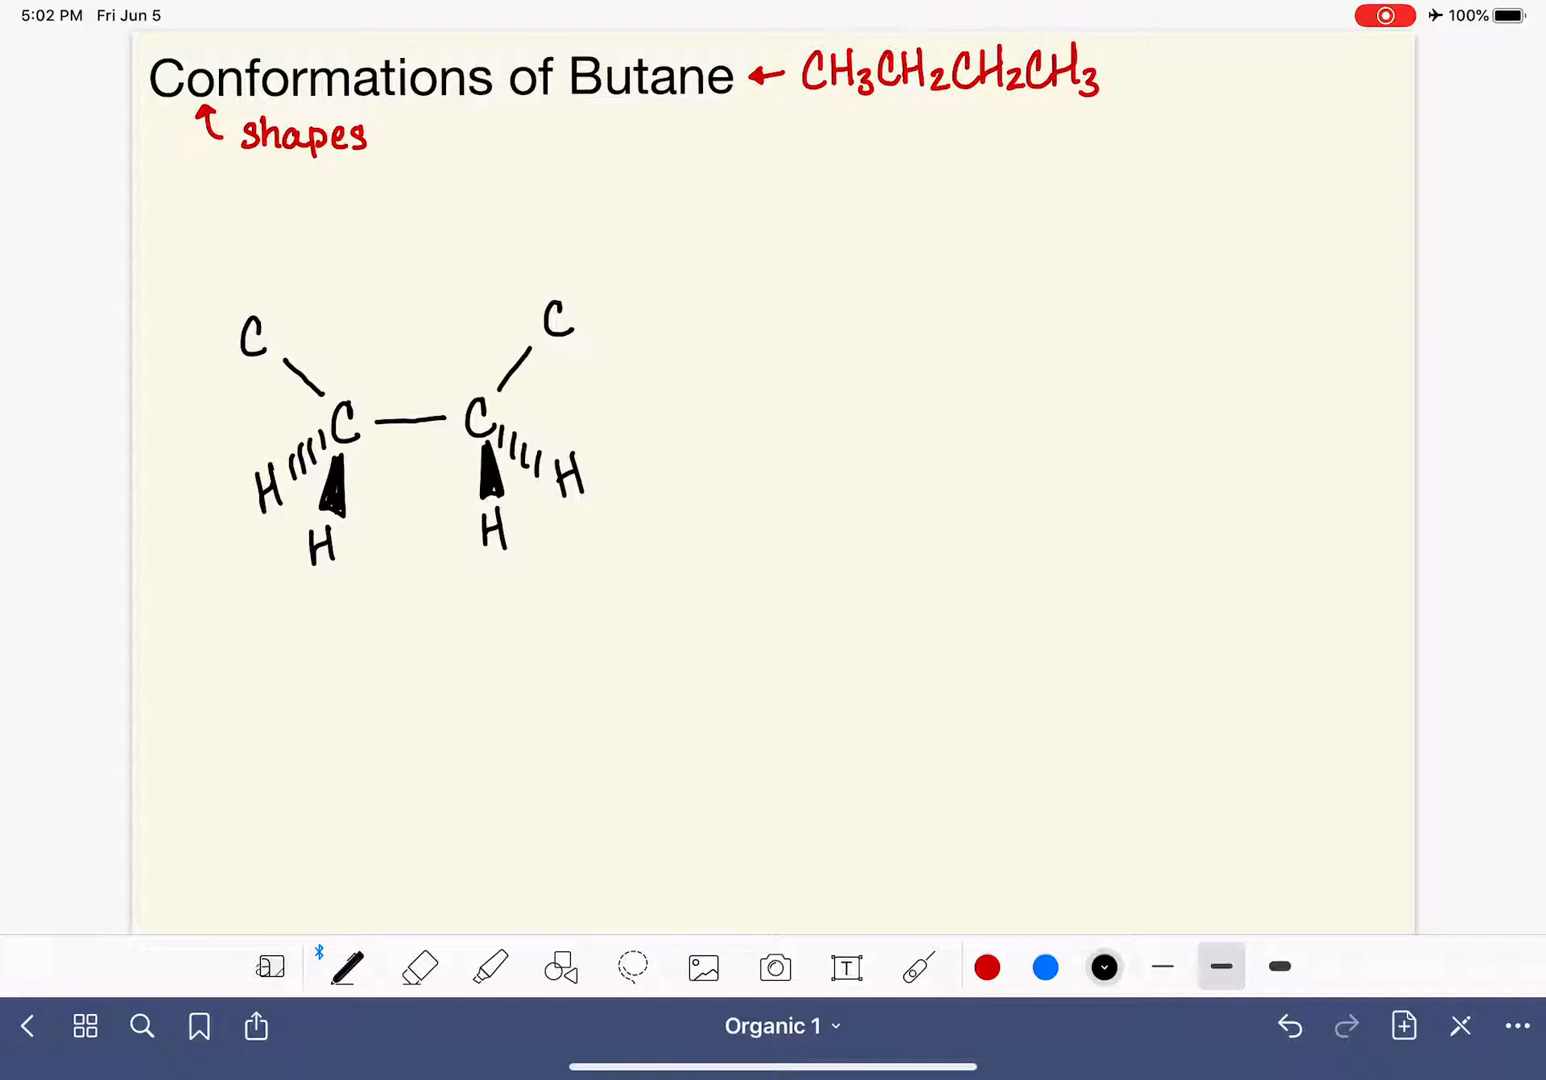 5:02 PM Fri Jun 5
100%
Conformations of Butane ← CH3CH2CH2CH3
shapes
C C
C C
H H
H H
T
Organic 1